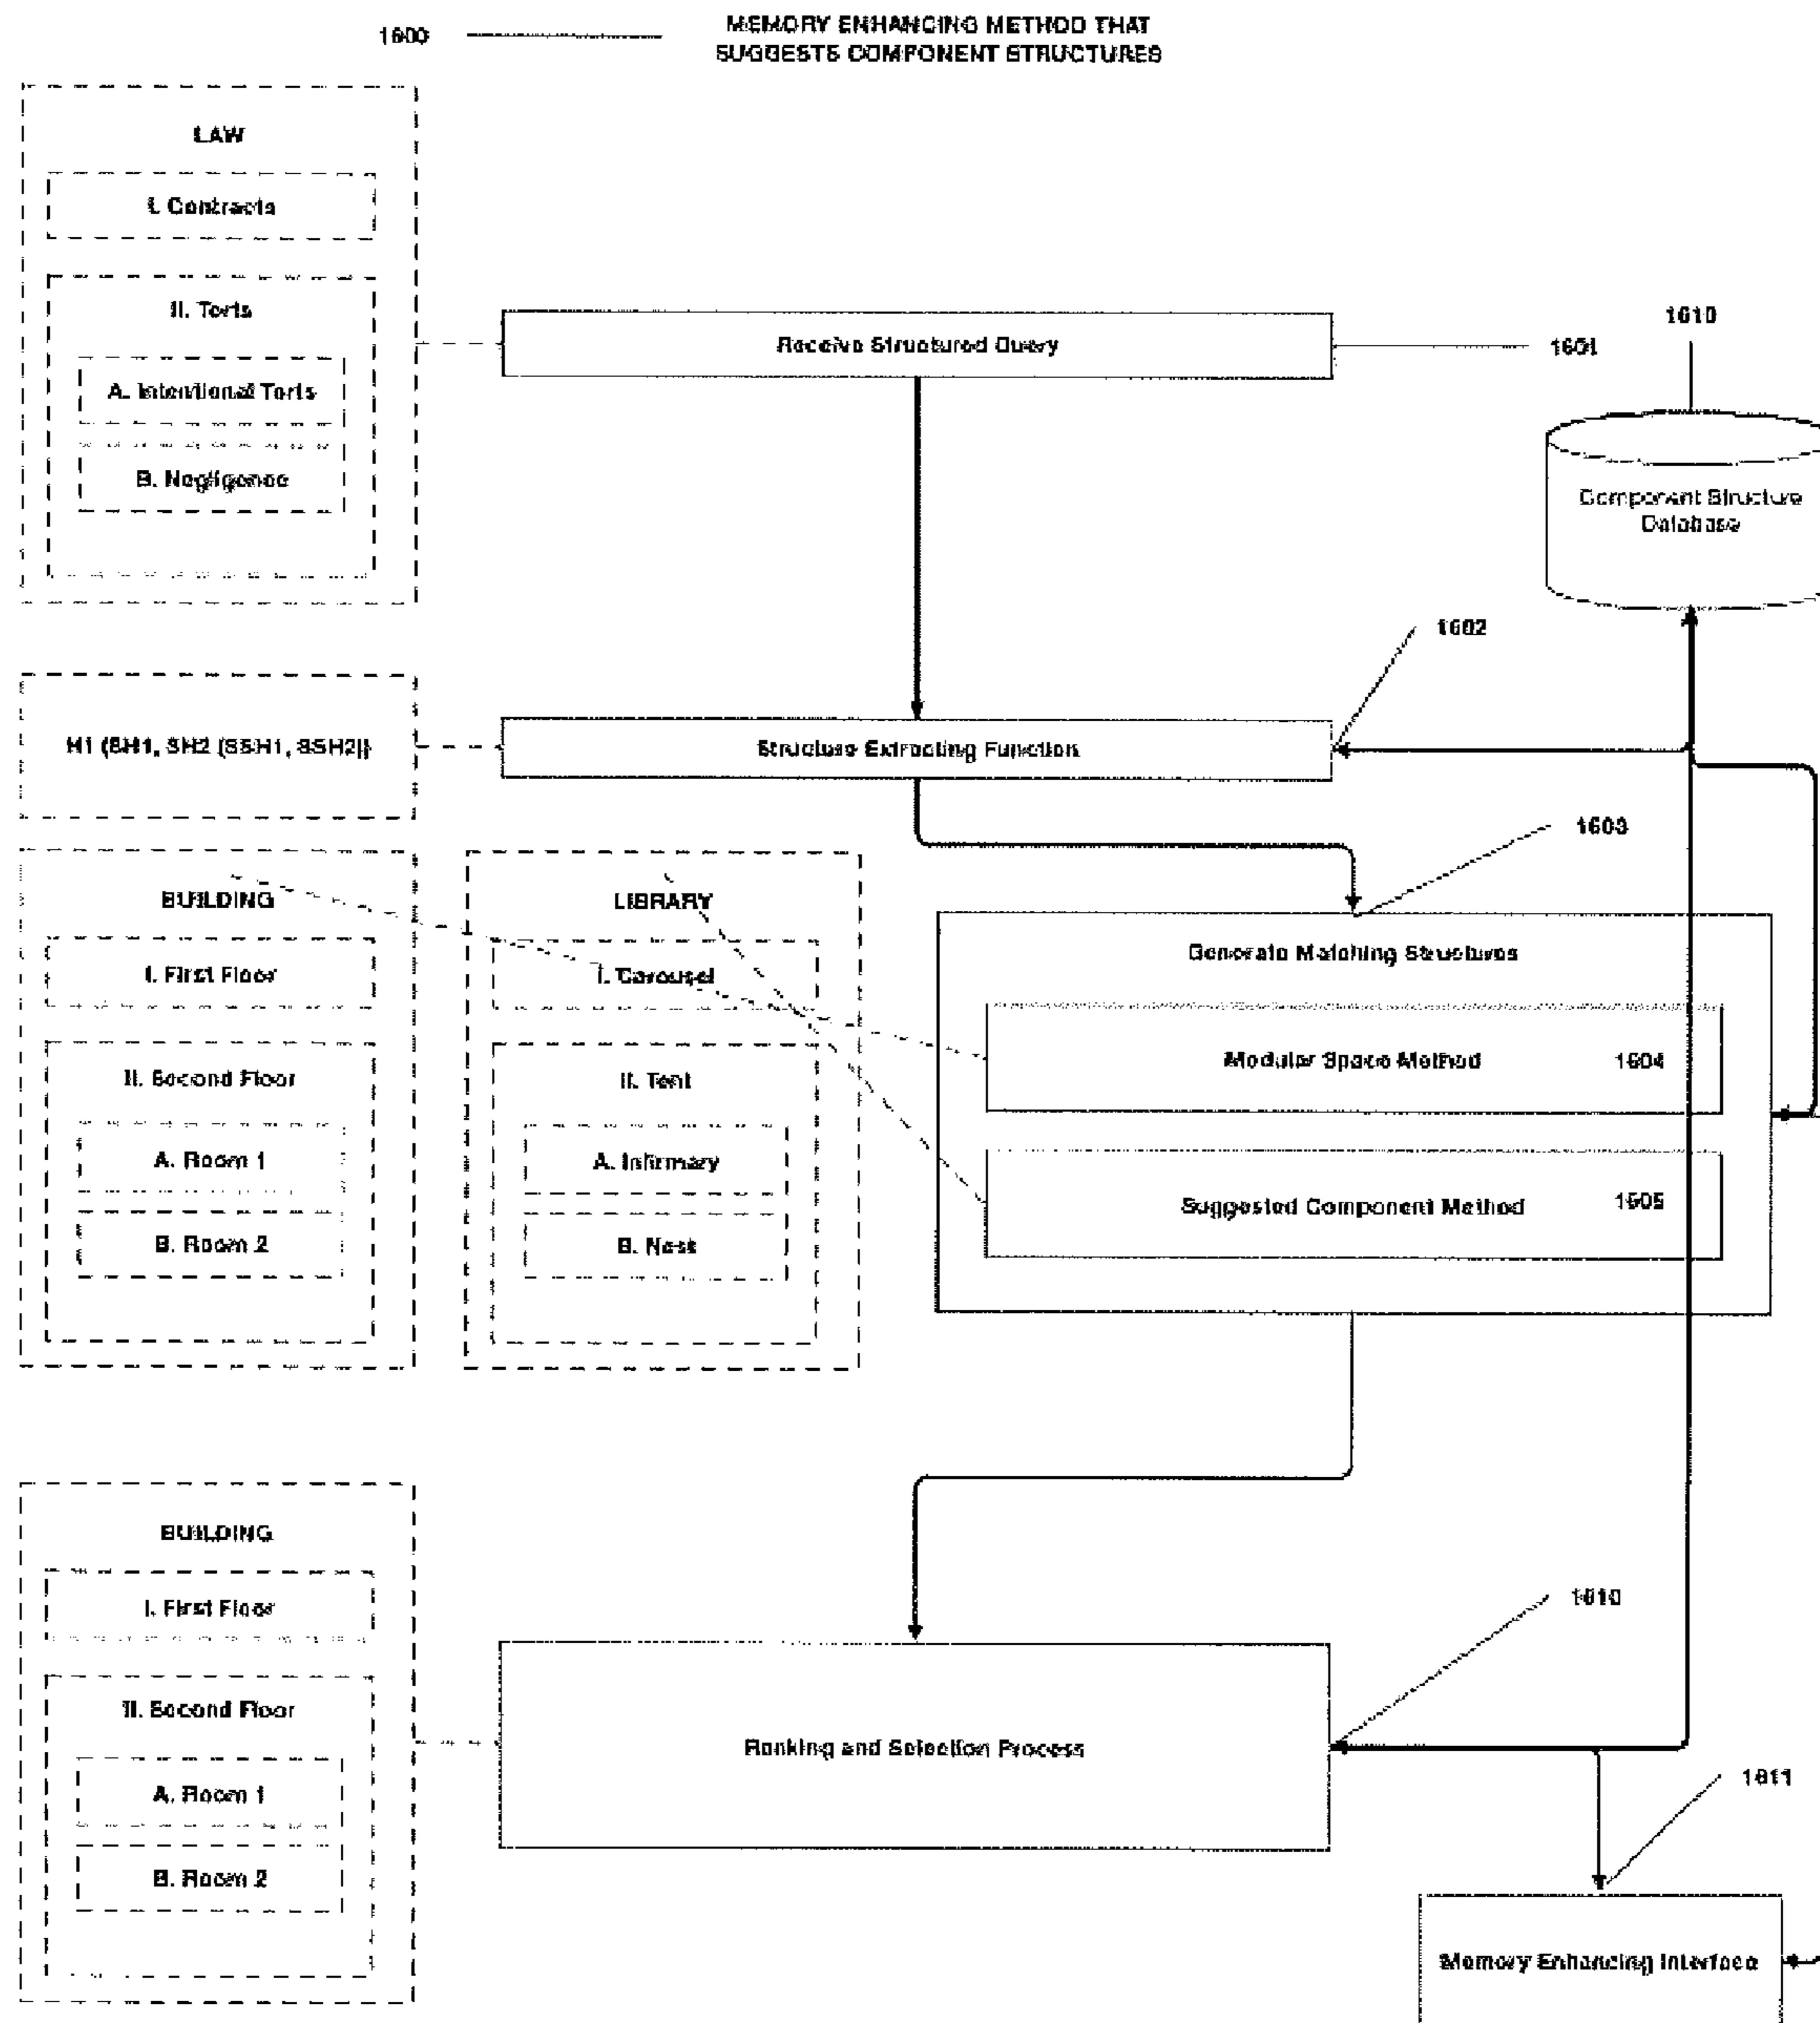 1600
MEMORY ENHANCING METHOD THAT
SUGGESTS COMPONENT STRUCTURES
LAW
I. Contracts
II. Torts
A. Intentional Torts
B. Negligence
Receive Structured Query
1601
1610
Component Structure
Database
1602
H1 (SH1, SH2 (SSH1, SSH2))
Structure Extracting Function
1603
BUILDING
I. First Floor
II. Second Floor
A. Room 1
B. Room 2
LIBRARY
I. Carousel
II. Tent
A. Infirmary
B. Nest
Generate Matching Structures
Modular Space Method
1604
Suggested Component Method
1605
BUILDING
I. First Floor
II. Second Floor
A. Room 1
B. Room 2
Ranking and Selection Process
1610
1611
Memory Enhancing Interface